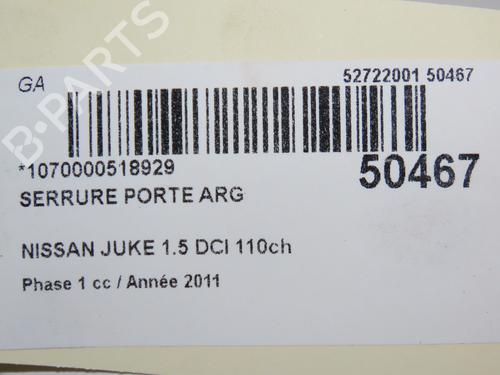 GA
52722001 50467
*1070000518929
50467
SERRURE PORTE ARG
NISSAN JUKE 1.5 DCI 110ch
Phase 1 cc / Année 2011
B-PARTS